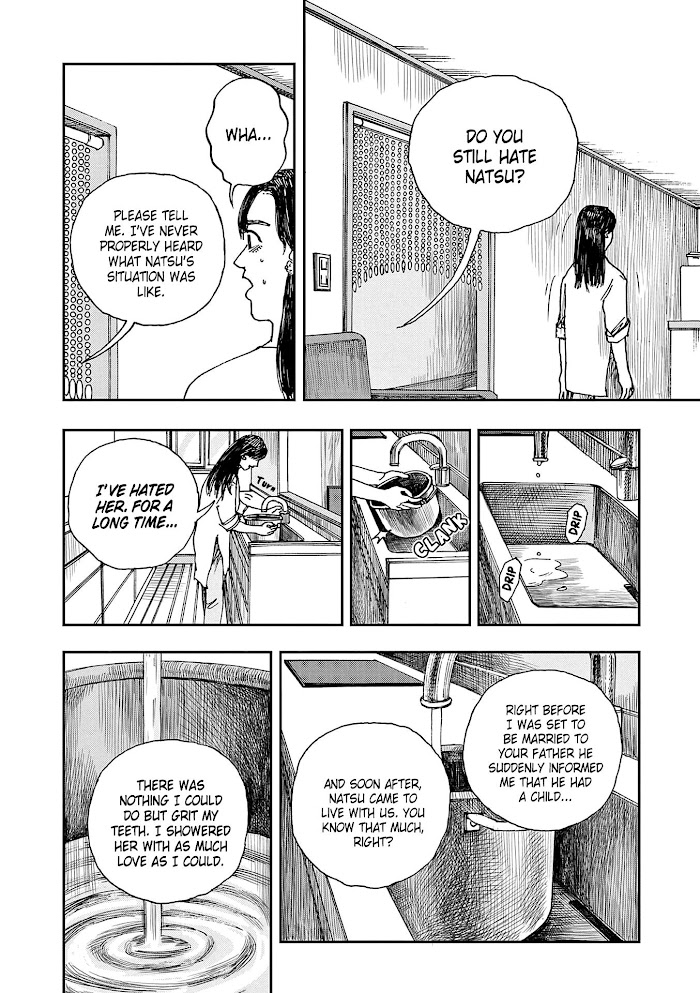 DO YOU
STILL HATE
NATSU?
WHA...
PLEASE TELL
ME. I'VE NEVER
PROPERLY HEARD
WHAT NATSU'S
SITUATION WAS
LIKE.
DRIP
DRIP
CLANK
TURN
I'VE HATED
HER. FOR A
LONG TIME...
RIGHT BEFORE
I WAS SET TO
BE MARRIED TO
YOUR FATHER HE
SUDDENLY INFORMED
ME THAT HE HAD
A CHILD...
AND SOON AFTER,
NATSU CAME TO
LIVE WITH US. YOU
KNOW THAT MUCH,
RIGHT?
THERE WAS
NOTHING I COULD
DO BUT GRIT MY
TEETH. I SHOWERED
HER WITH AS MUCH
LOVE AS I COULD.